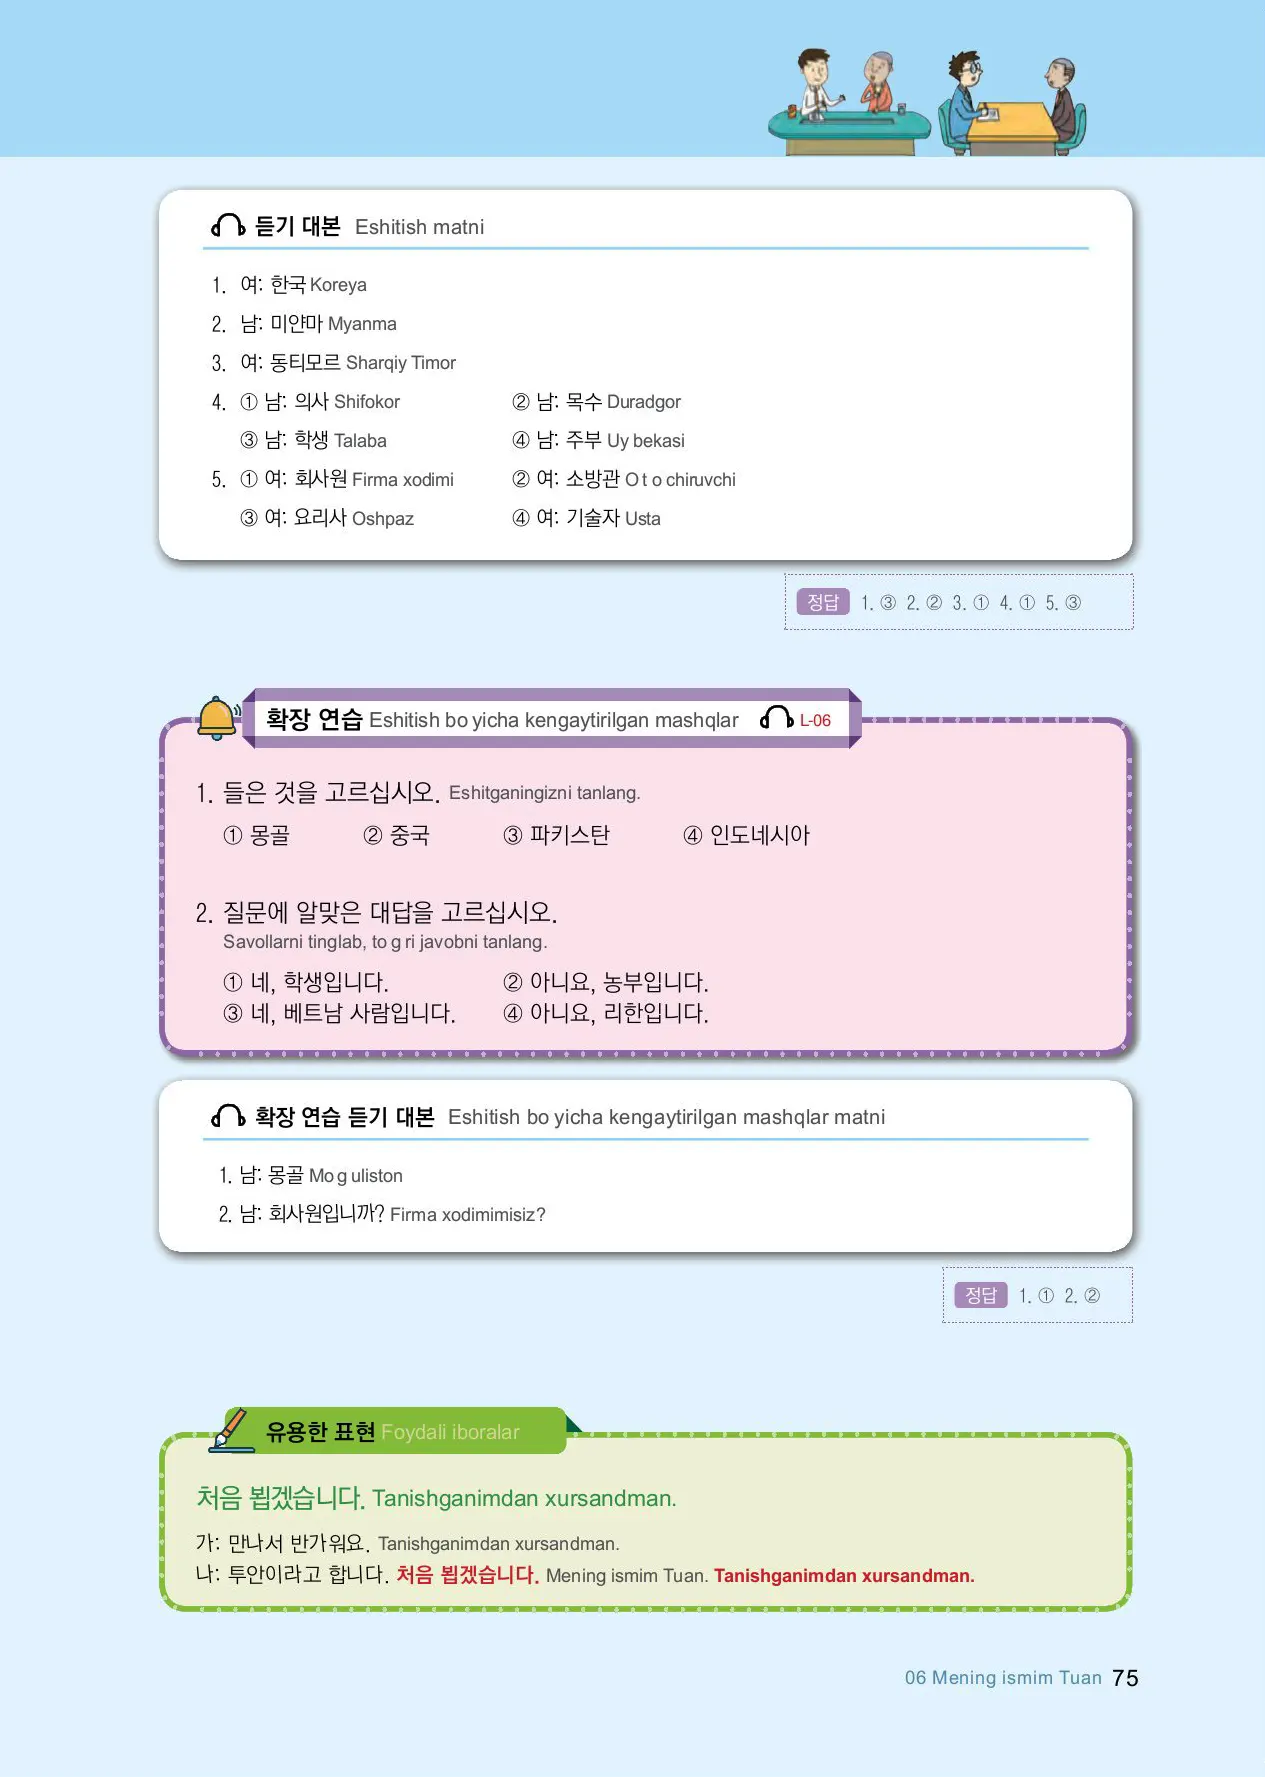 듣기 대본 Eshitish matni
1. 여: 한국 Koreya
2. 남: 미얀마 Myanma
3. 여: 동티모르 Sharqiy Timor
4. ① 남: 의사 Shifokor ② 남: 목수 Duradgor
③ 남: 학생 Talaba ④ 남: 주부 Uy bekasi
5. ① 여: 회사원 Firma xodimi ② 여: 소방관 O t o chiruvchi
③ 여: 요리사 Oshpaz ④ 여: 기술자 Usta
정답 1. ③ 2. ② 3. ① 4. ① 5. ③
확장 연습 Eshitish bo yicha kengaytirilgan mashqlar L-06
1. 들은 것을 고르십시오. Eshitganingizni tanlang.
① 몽골 ② 중국 ③ 파키스탄 ④ 인도네시아
2. 질문에 알맞은 대답을 고르십시오.
Savollarni tinglab, to g ri javobni tanlang.
① 네, 학생입니다. ② 아니요, 농부입니다.
③ 네, 베트남 사람입니다. ④ 아니요, 리한입니다.
확장 연습 듣기 대본 Eshitish bo yicha kengaytirilgan mashqlar matni
1. 남: 몽골 Mo g uliston
2. 남: 회사원입니까? Firma xodimimisiz?
정답 1. ① 2. ②
유용한 표현 Foydali iboralar
처음 뵙겠습니다. Tanishganimdan xursandman.
가: 만나서 반가워요. Tanishganimdan xursandman.
나: 투안이라고 합니다. 처음 뵙겠습니다. Mening ismim Tuan. Tanishganimdan xursandman.
06 Mening ismim Tuan 75